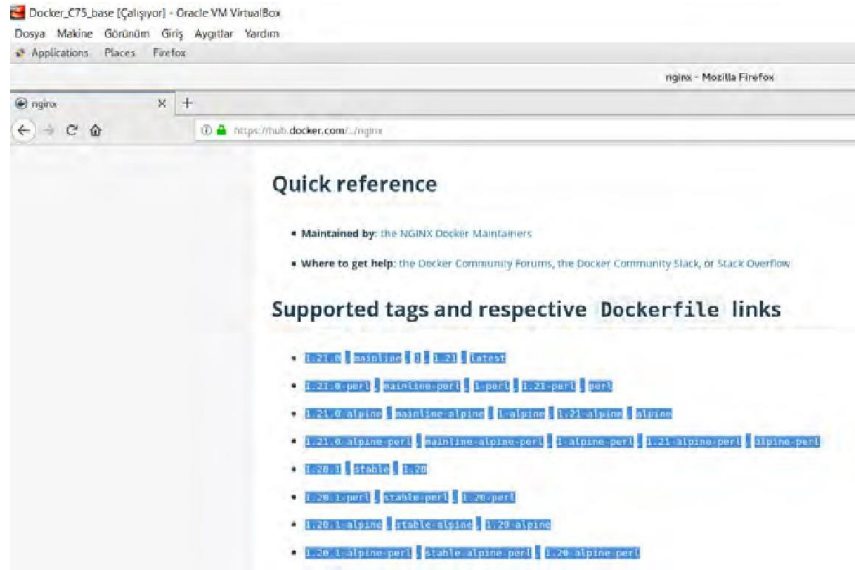 Docker_C75_base [Çalışıyor] - Oracle VM VirtualBox
Dosya Makine Görünüm Giriş Aygıtlar Yardım
Applications Places Firefox
nginx - Mozilla Firefox
nginx
https://hub.docker.com/_/nginx
Quick reference
• Maintained by: the NGINX Docker Maintainers
• Where to get help: the Docker Community Forums, the Docker Community Slack, or Stack Overflow
Supported tags and respective Dockerfile links
• 1.21.0, mainline, 1, 1.21, latest
• 1.21.0-perl, mainline-perl, 1-perl, 1.21-perl, perl
• 1.21.0-alpine, mainline-alpine, 1-alpine, 1.21-alpine, alpine
• 1.21.0-alpine-perl, mainline-alpine-perl, 1-alpine-perl, 1.21-alpine-perl, alpine-perl
• 1.20.1, stable, 1.20
• 1.20.1-perl, stable-perl, 1.20-perl
• 1.20.1-alpine, stable-alpine, 1.20-alpine
• 1.20.1-alpine-perl, stable-alpine-perl, 1.20-alpine-perl